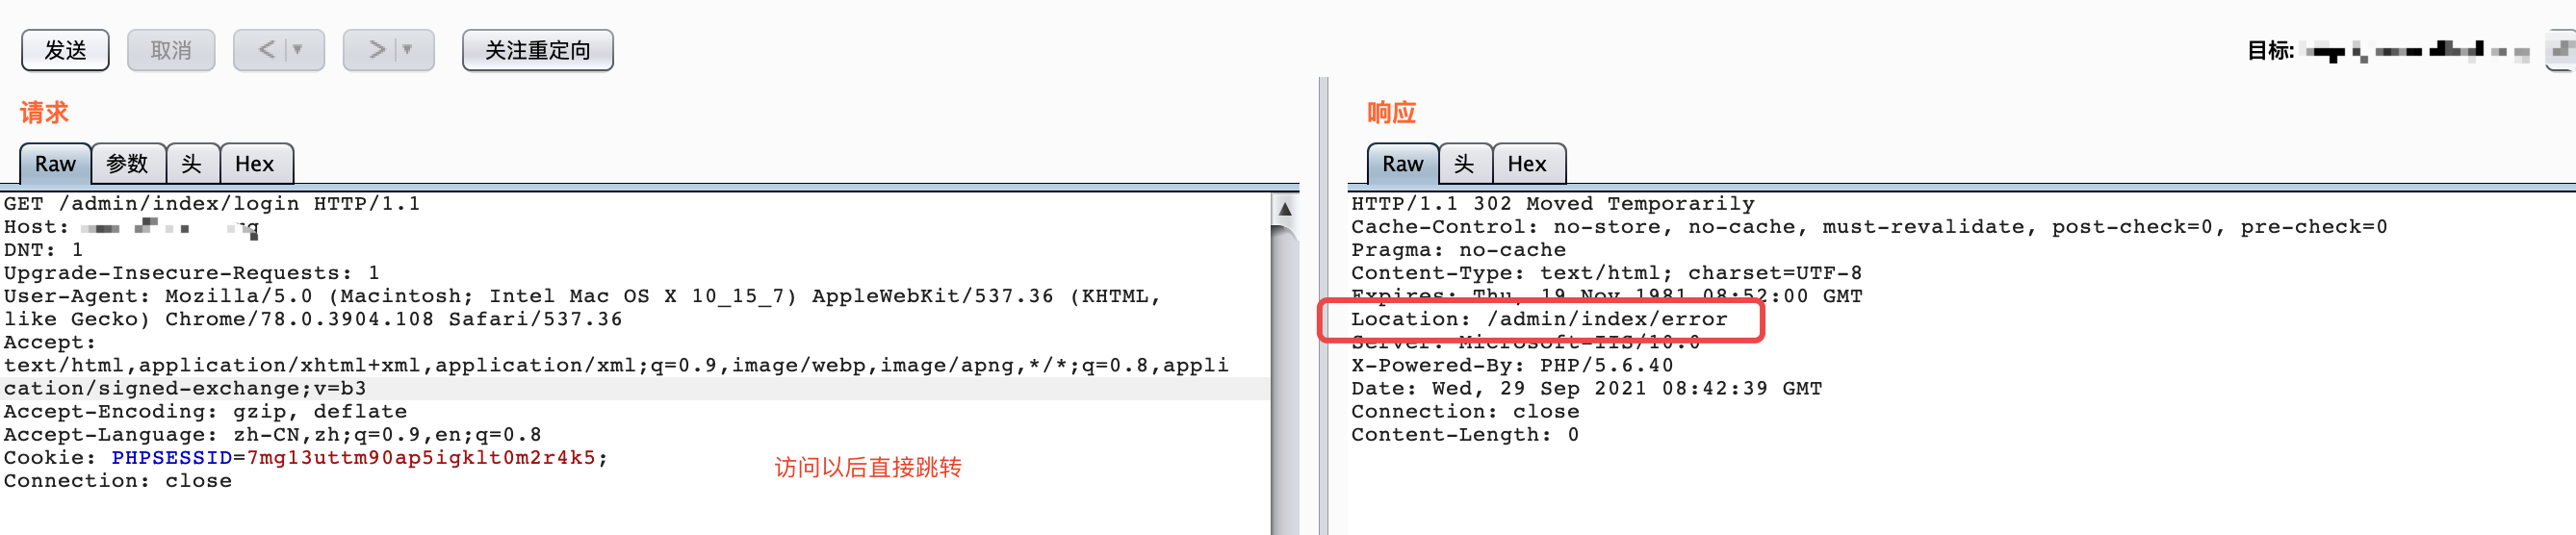 发送 取消 < > 关注重定向 目标:
请求
Raw 参数 头 Hex
GET /admin/index/login HTTP/1.1
Host:
DNT: 1
Upgrade-Insecure-Requests: 1
User-Agent: Mozilla/5.0 (Macintosh; Intel Mac OS X 10_15_7) AppleWebKit/537.36 (KHTML,
like Gecko) Chrome/78.0.3904.108 Safari/537.36
Accept:
text/html,application/xhtml+xml,application/xml;q=0.9,image/webp,image/apng,*/*;q=0.8,appli
cation/signed-exchange;v=b3
Accept-Encoding: gzip, deflate
Accept-Language: zh-CN,zh;q=0.9,en;q=0.8
Cookie: PHPSESSID=7mg13uttm90ap5igklt0m2r4k5;
Connection: close
访问以后直接跳转
响应
Raw 头 Hex
HTTP/1.1 302 Moved Temporarily
Cache-Control: no-store, no-cache, must-revalidate, post-check=0, pre-check=0
Pragma: no-cache
Content-Type: text/html; charset=UTF-8
Expires: Thu, 19 Nov 1981 08:52:00 GMT
Location: /admin/index/error
Server: Microsoft-IIS/10.0
X-Powered-By: PHP/5.6.40
Date: Wed, 29 Sep 2021 08:42:39 GMT
Connection: close
Content-Length: 0